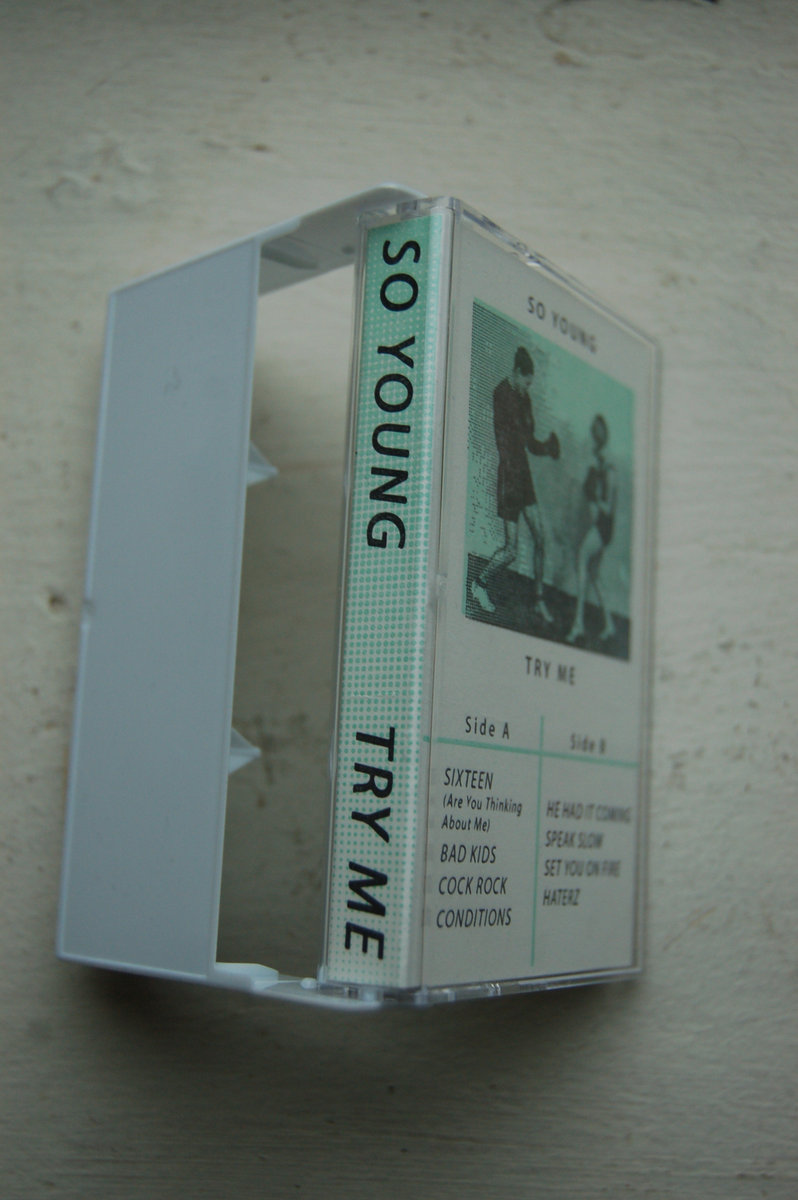 SO YOUNG TRY ME
SO YOUNG
TRY ME
Side A
SIXTEEN
(Are You Thinking
About Me)
BAD KIDS
COCK ROCK
CONDITIONS
Side B
HE HAD IT COMING
SPEAK SLOW
SET YOU ON FIRE
HATERZ